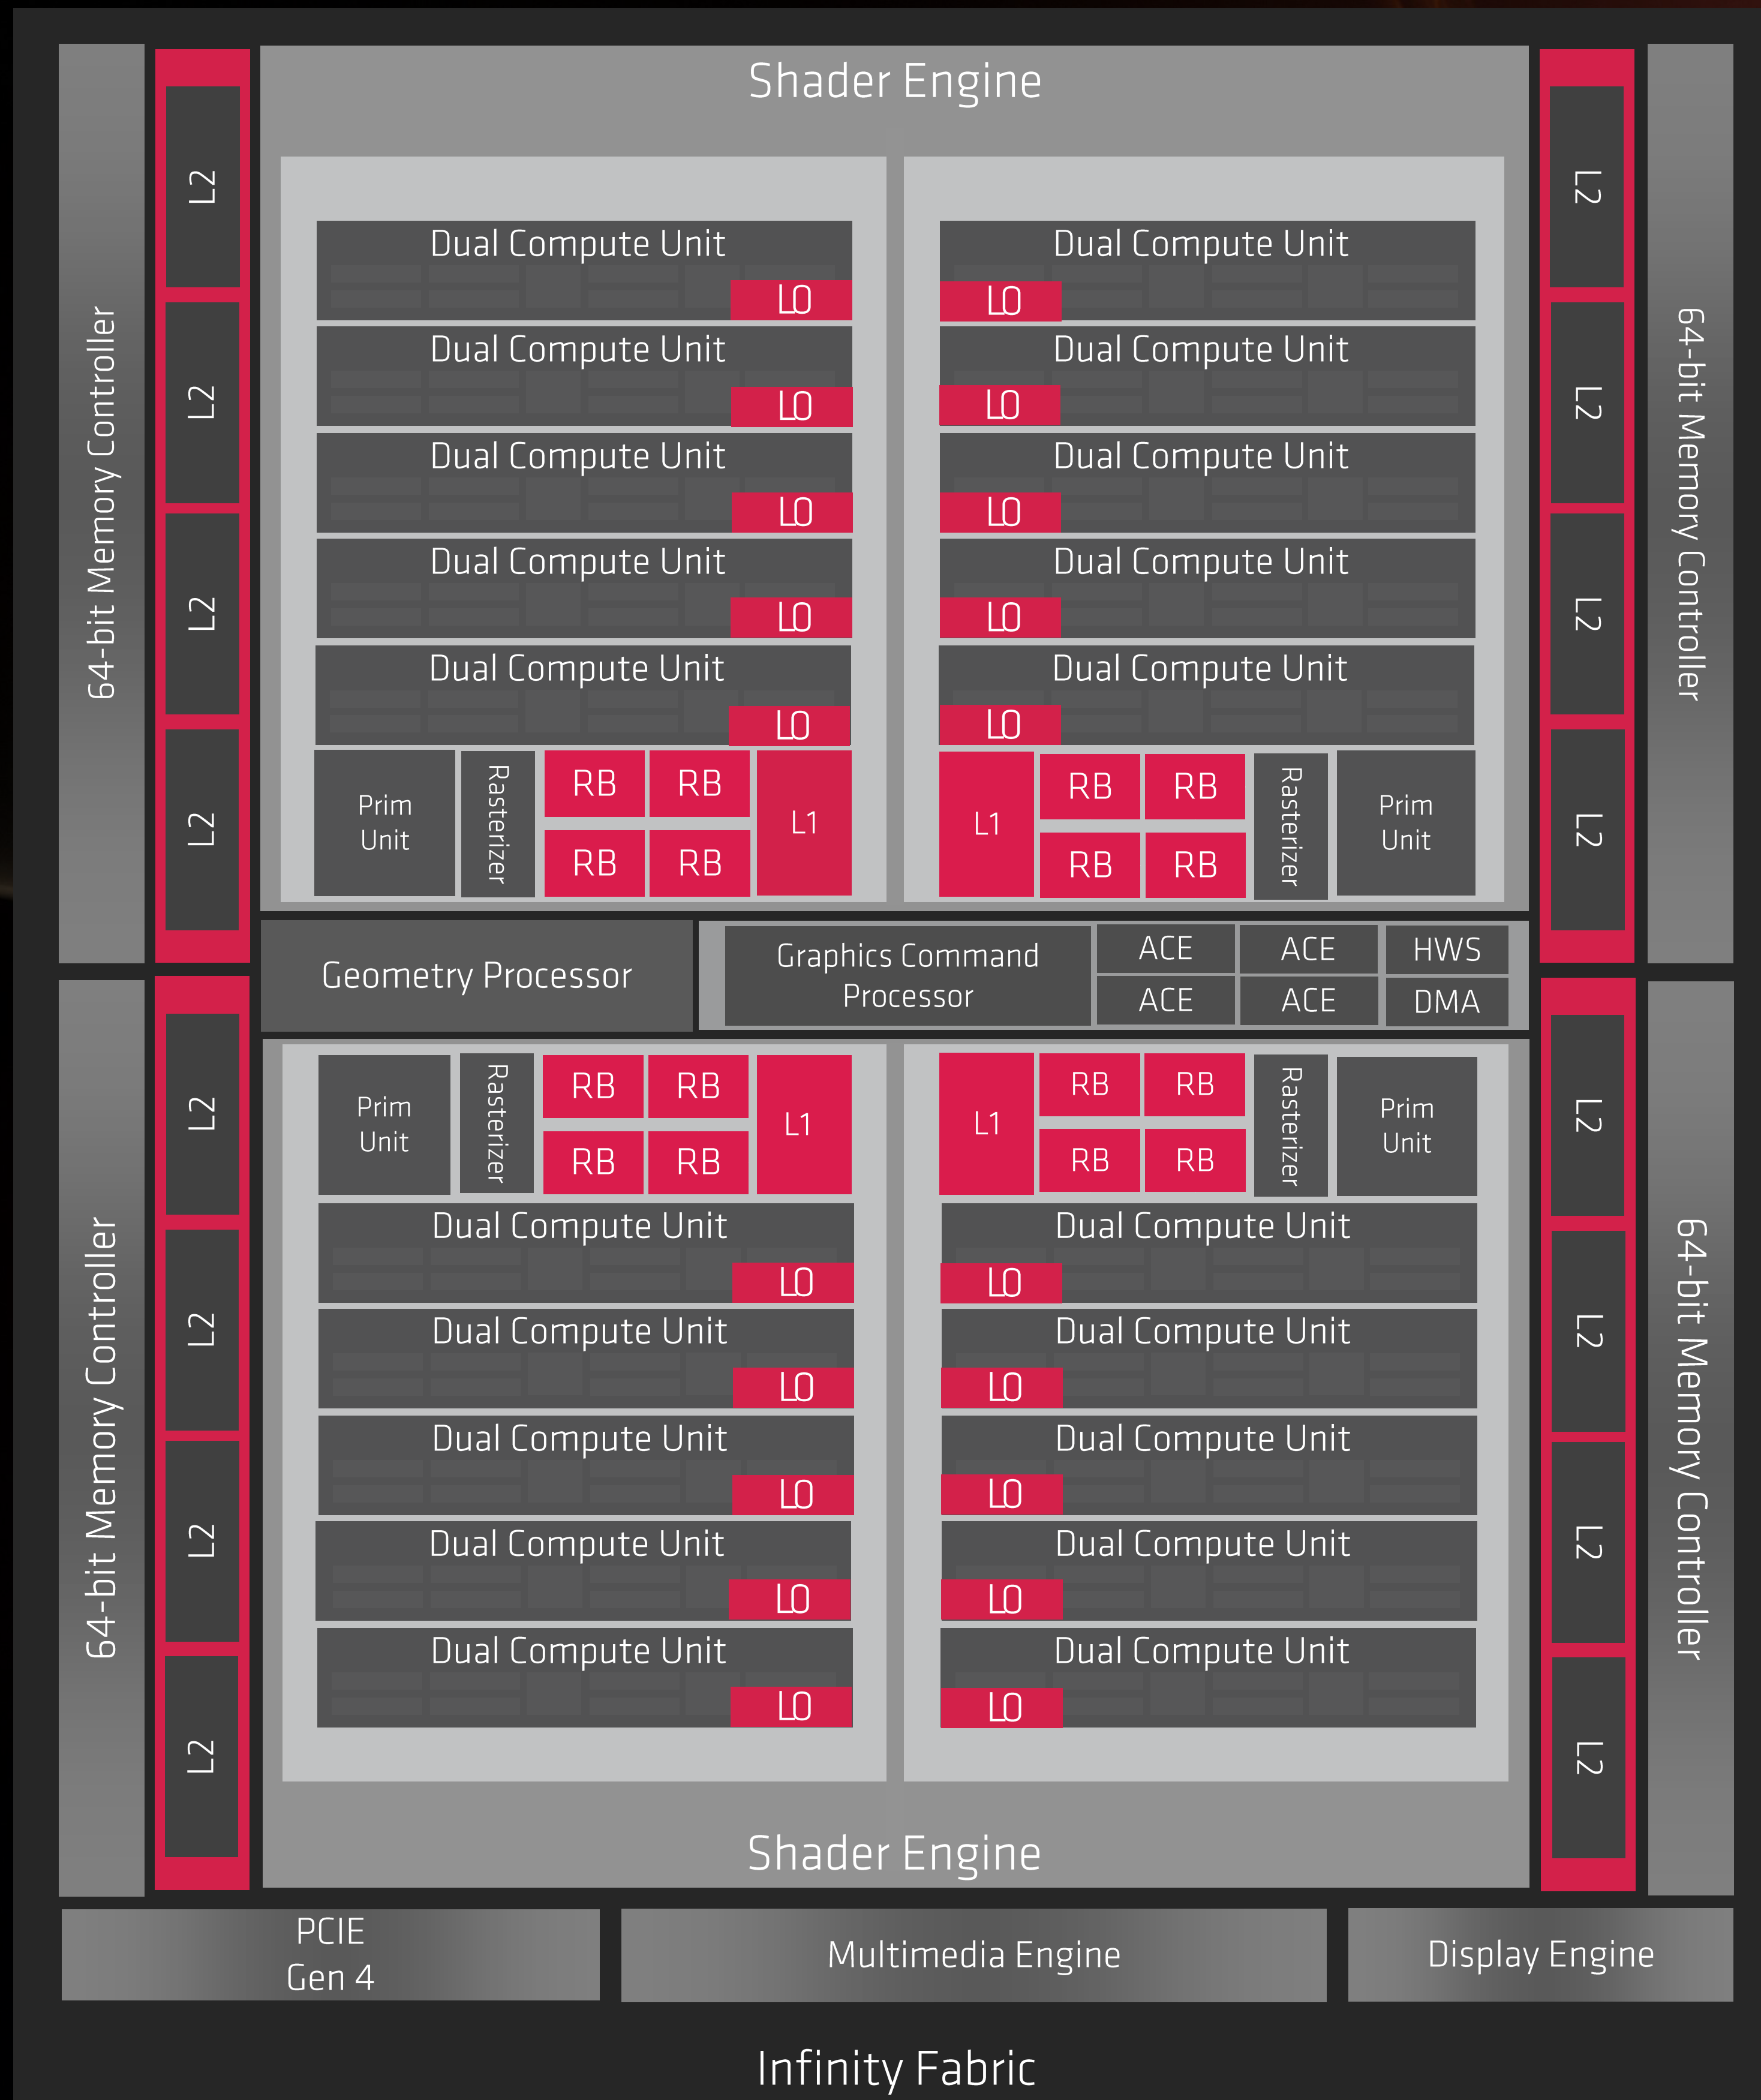 Shader Engine
64-bit Memory Controller
L2
L2
L2
L2
Dual Compute Unit
L0
Dual Compute Unit
L0
Dual Compute Unit
L0
Dual Compute Unit
L0
Dual Compute Unit
L0
Prim
Unit
Rasterizer
RB
RB
RB
RB
L1
Dual Compute Unit
L0
Dual Compute Unit
L0
Dual Compute Unit
L0
Dual Compute Unit
L0
Dual Compute Unit
L0
L1
RB
RB
RB
RB
Rasterizer
Prim
Unit
L2
L2
L2
L2
64-bit Memory Controller
Geometry Processor
Graphics Command
Processor
ACE
ACE
HWS
ACE
ACE
DMA
64-bit Memory Controller
L2
L2
L2
L2
Prim
Unit
Rasterizer
RB
RB
RB
RB
L1
Dual Compute Unit
L0
Dual Compute Unit
L0
Dual Compute Unit
L0
Dual Compute Unit
L0
Dual Compute Unit
L0
L1
RB
RB
RB
RB
Rasterizer
Prim
Unit
Dual Compute Unit
L0
Dual Compute Unit
L0
Dual Compute Unit
L0
Dual Compute Unit
L0
Dual Compute Unit
L0
L2
L2
L2
L2
64-bit Memory Controller
Shader Engine
PCIE
Gen 4
Multimedia Engine
Display Engine
Infinity Fabric